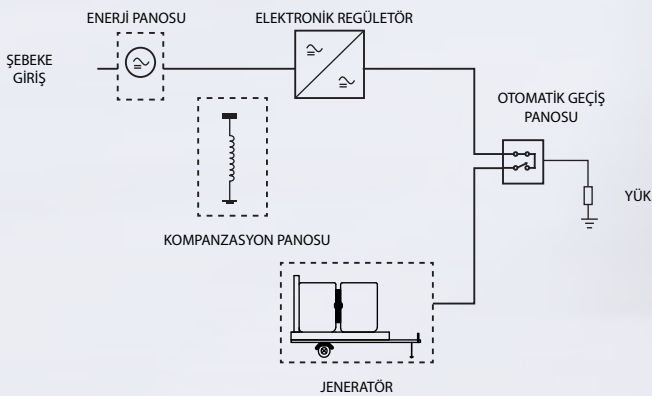 ENERJİ PANOSU
ELEKTRONİK REGÜLETÖR
ŞEBEKE
GİRİŞ
OTOMATİK GEÇİŞ
PANOSU
YÜK
KOMPANZASYON PANOSU
JENERATÖR